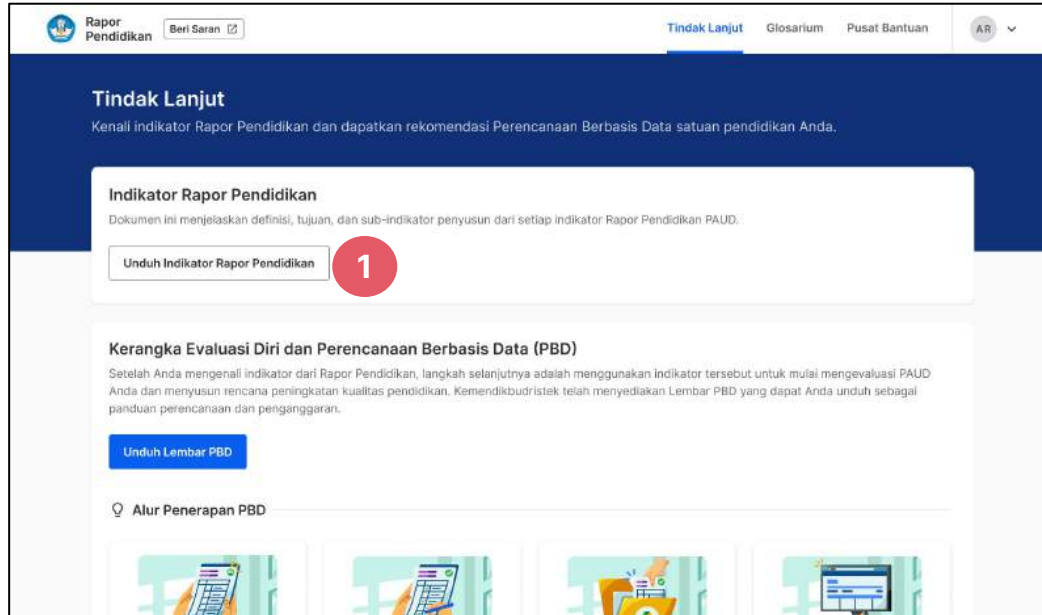 Rapor
Pendidikan
Beri Saran
Tindak Lanjut
Glosarium
Pusat Bantuan
AR
Tindak Lanjut
Kenali indikator Rapor Pendidikan dan dapatkan rekomendasi Perencanaan Berbasis Data satuan pendidikan Anda.
Indikator Rapor Pendidikan
Dokumen ini menjelaskan definisi, tujuan, dan sub-indikator penyusun dari setiap indikator Rapor Pendidikan PAUD.
Unduh Indikator Rapor Pendidikan
1
Kerangka Evaluasi Diri dan Perencanaan Berbasis Data (PBD)
Setelah Anda mengenali indikator dari Rapor Pendidikan, langkah selanjutnya adalah menggunakan indikator tersebut untuk mulai mengevaluasi PAUD
Anda dan menyusun rencana peningkatan kualitas pendidikan. Kemendikbudristek telah menyediakan Lembar PBD yang dapat Anda unduh sebagai
panduan perencanaan dan penganggaran.
Unduh Lembar PBD
Alur Penerapan PBD